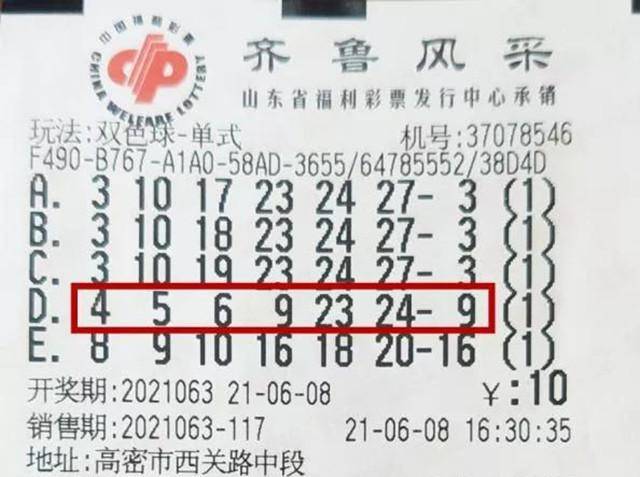 中国福利彩票
CHINA WELFARE LOTTERY
齐鲁风采
山东省福利彩票发行中心承销
玩法:双色球-单式 机号:37078546
F490-B767-A1A0-58AD-3655/64785552/38D4D
A. 3 10 17 23 24 27- 3 (1)
B. 3 10 18 23 24 27- 3 (1)
C. 3 10 19 23 24 27- 3 (1)
D. 4 5 6 9 23 24- 9 (1)
E. 8 9 10 16 18 20-16 (1)
开奖期:2021063 21-06-08 ¥:10
销售期:2021063-117 21-06-08 16:30:35
地址:高密市西关路中段